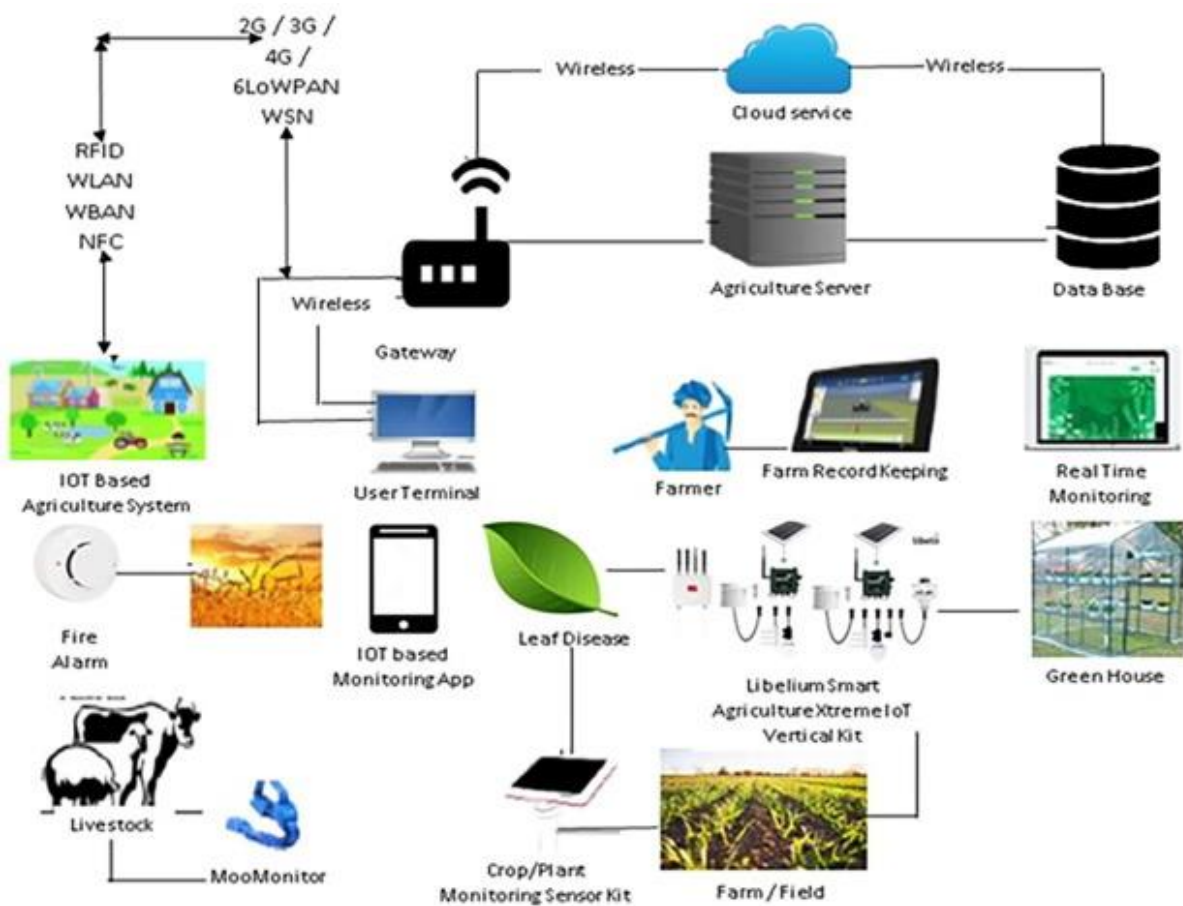 2G / 3G /
4G /
6LoWPAN
WSN
Wireless
Wireless
Cloud service
RFID
WLAN
WBAN
NFC
Agriculture Server
Data Base
Wireless
Gateway
IOT Based
Agriculture System
User Terminal
Farmer
Farm Record Keeping
Real Time
Monitoring
Fire
Alarm
IOT based
Monitoring App
Leaf Disease
Libelium Smart
Agriculture Xtreme IoT
Vertical Kit
Green House
Livestock
MooMonitor
Crop/Plant
Monitoring Sensor Kit
Farm / Field